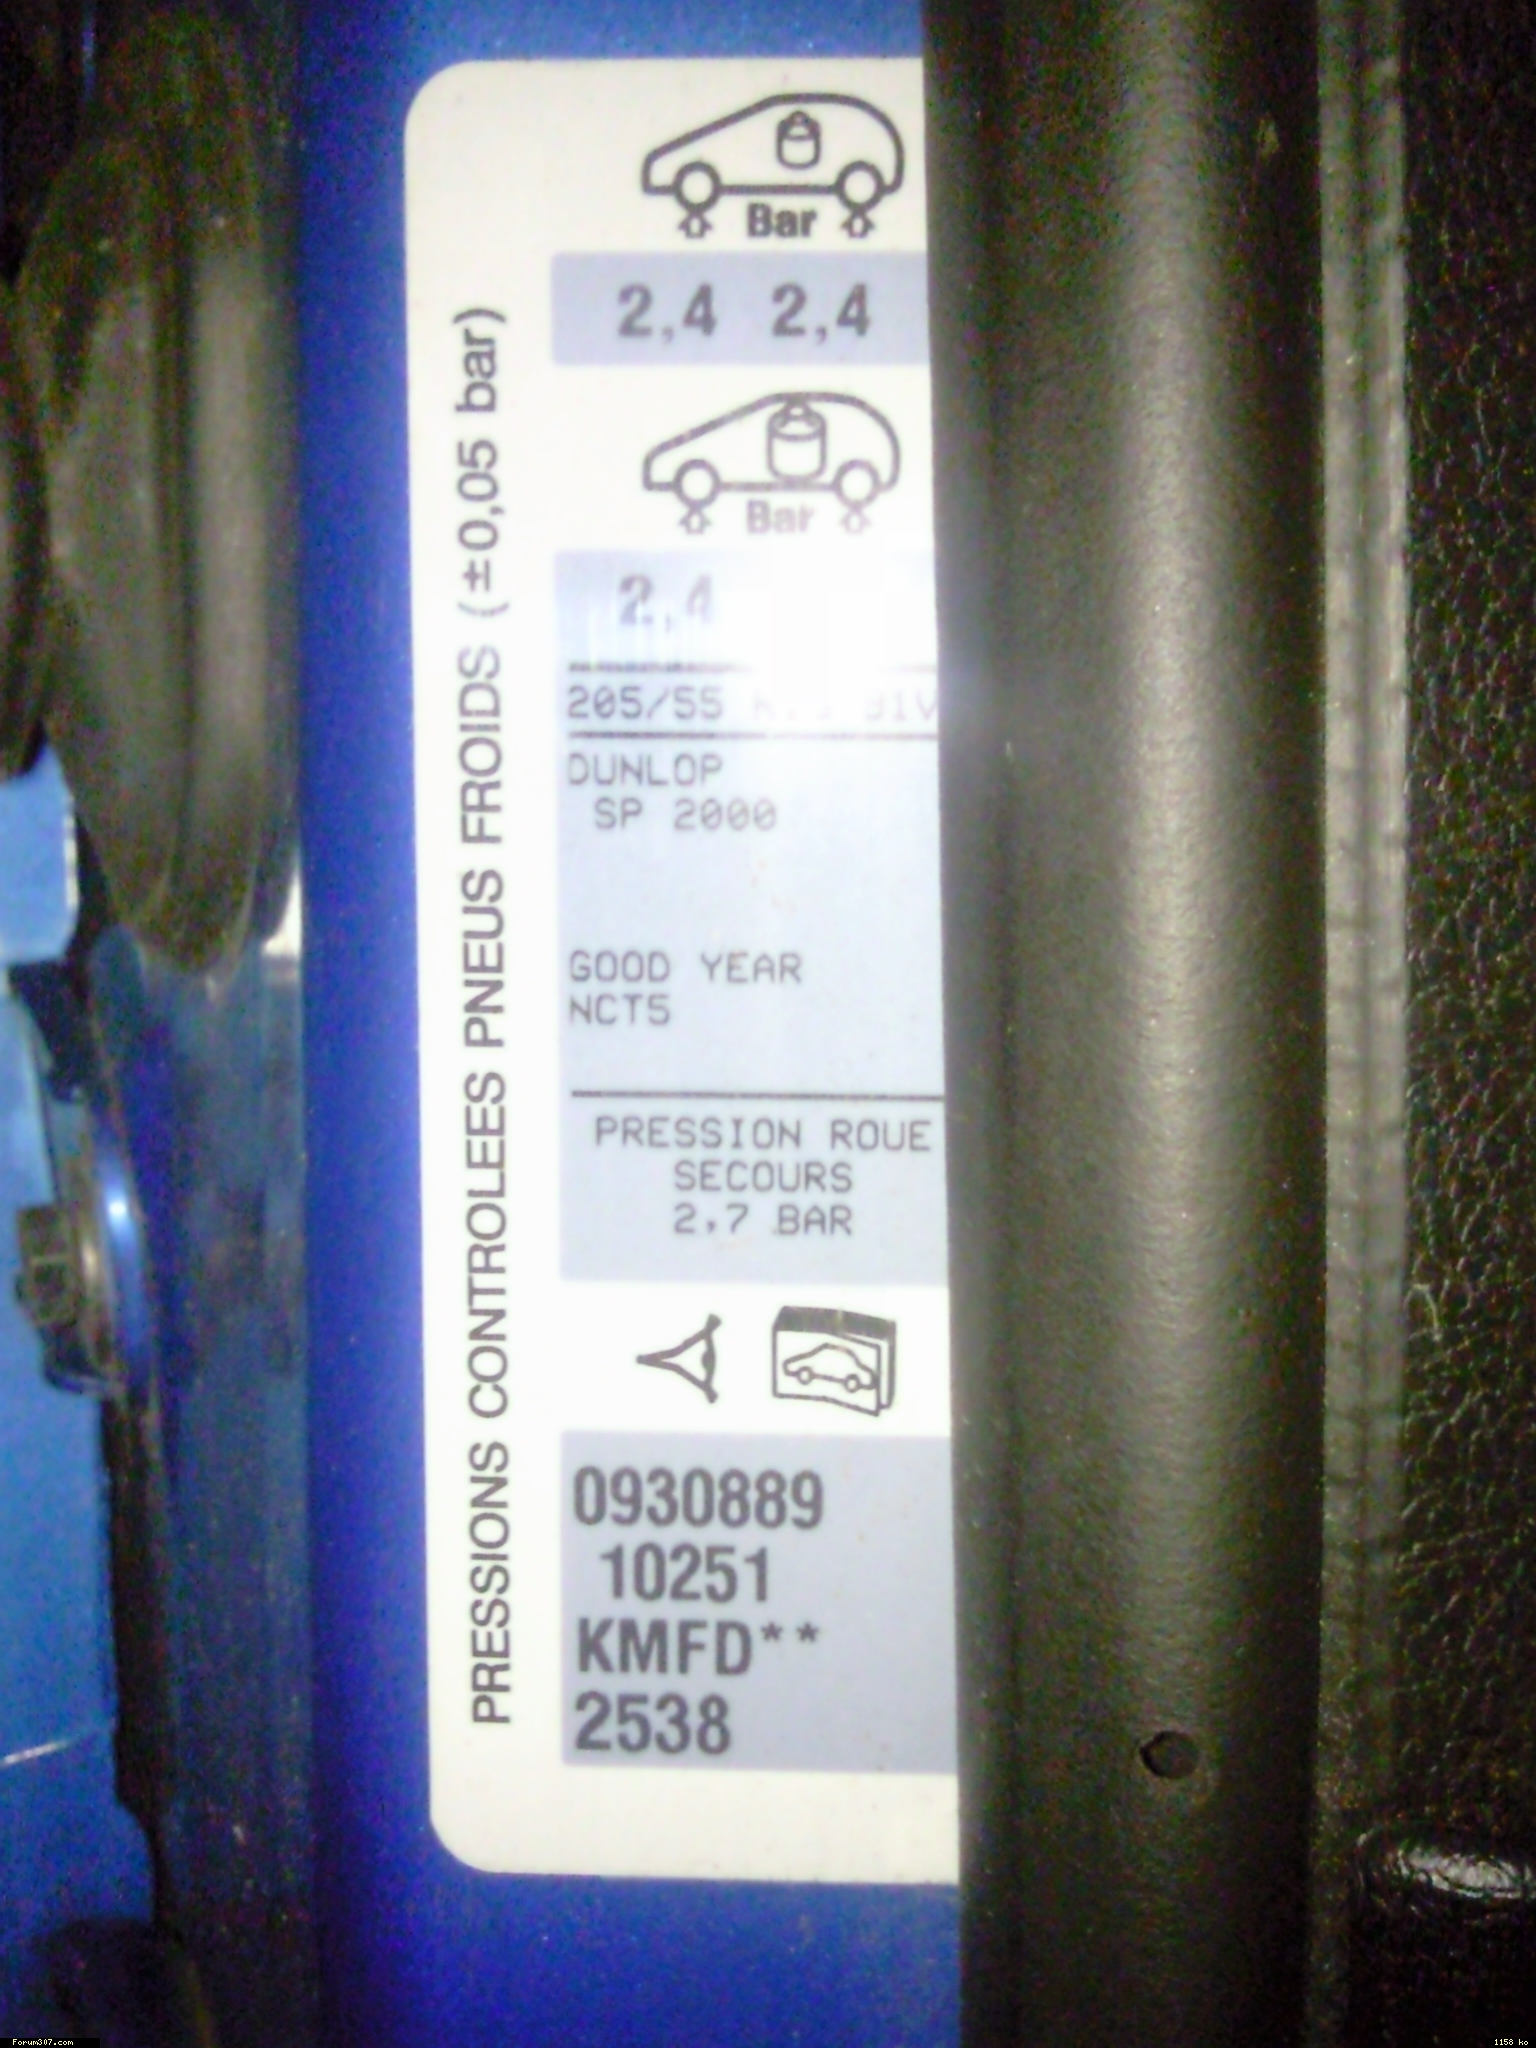 Bar
2,4 2,4
Bar
2,4
205/55 91V
DUNLOP
SP 2000
GOOD YEAR
NCT5
PRESSION ROUE
SECOURS
2,7 BAR
0930889
10251
KMFD**
2538
PRESSIONS CONTROLEES PNEUS FROIDS (±0,05 bar)
Forum307.com
1158 ko